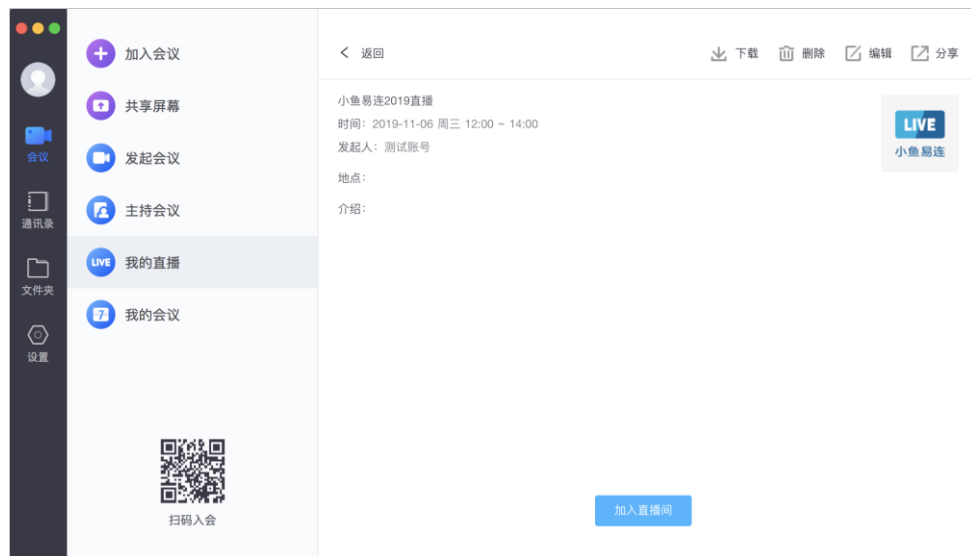 会议
通讯录
文件夹
设置
加入会议
共享屏幕
发起会议
主持会议
LIVE 我的直播
7 我的会议
扫码入会
返回
下载 删除 编辑 分享
小鱼易连2019直播
时间：2019-11-06 周三 12:00 ~ 14:00
发起人：测试账号
地点：
介绍：
LIVE
小鱼易连
加入直播间